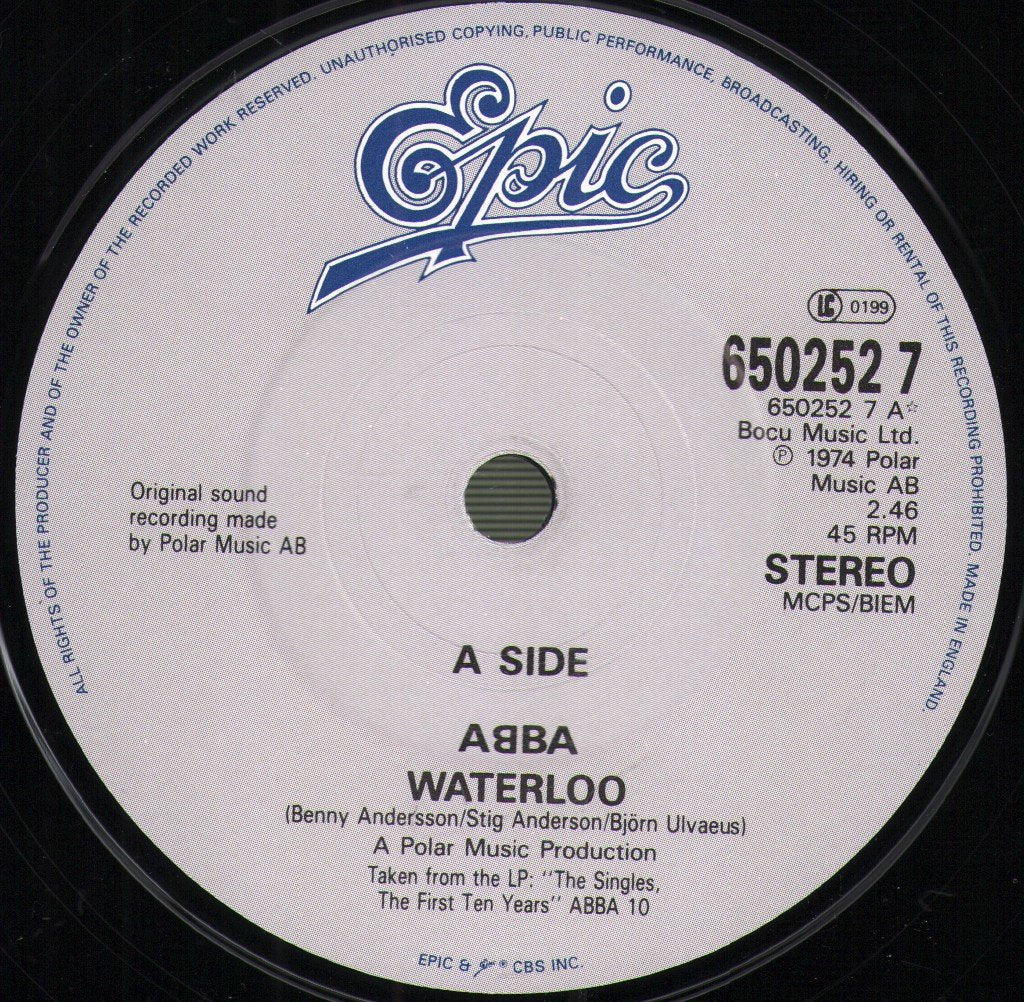 ALL RIGHTS OF THE PRODUCER AND OF THE OWNER OF THE RECORDED WORK RESERVED. UNAUTHORISED COPYING, PUBLIC PERFORMANCE, BROADCASTING, HIRING OR RENTAL OF THIS RECORDING PROHIBITED. MADE IN ENGLAND.
Epic
LC 0199
650252 7
650252 7 A☆
Bocu Music Ltd.
℗ 1974 Polar
Music AB
2.46
45 RPM
STEREO
MCPS/BIEM
Original sound
recording made
by Polar Music AB
A SIDE
ABBA
WATERLOO
(Benny Andersson/Stig Anderson/Björn Ulvaeus)
A Polar Music Production
Taken from the LP: "The Singles,
The First Ten Years" ABBA 10
EPIC & Epic ® CBS INC.